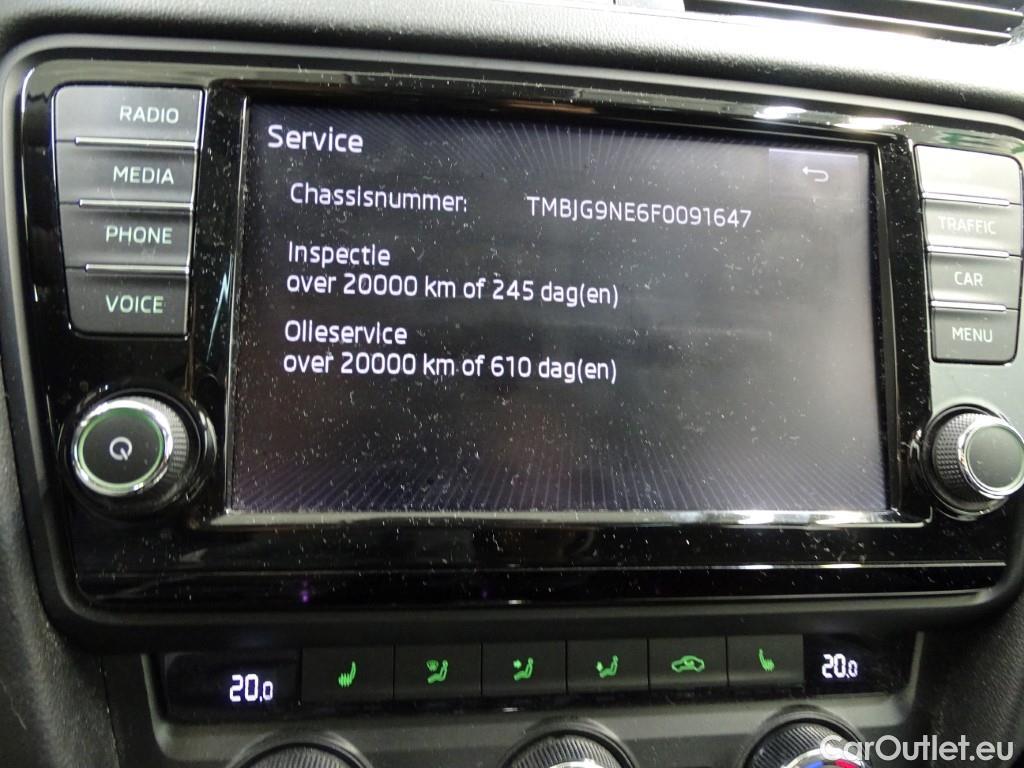 RADIO
MEDIA
PHONE
VOICE
Service
Chassisnummer: TMBJG9NE6F0091647
Inspectie
over 20000 km of 245 dag(en)
Olieservice
over 20000 km of 610 dag(en)
TRAFFIC
CAR
MENU
20,0
20,0
CarOutlet.eu